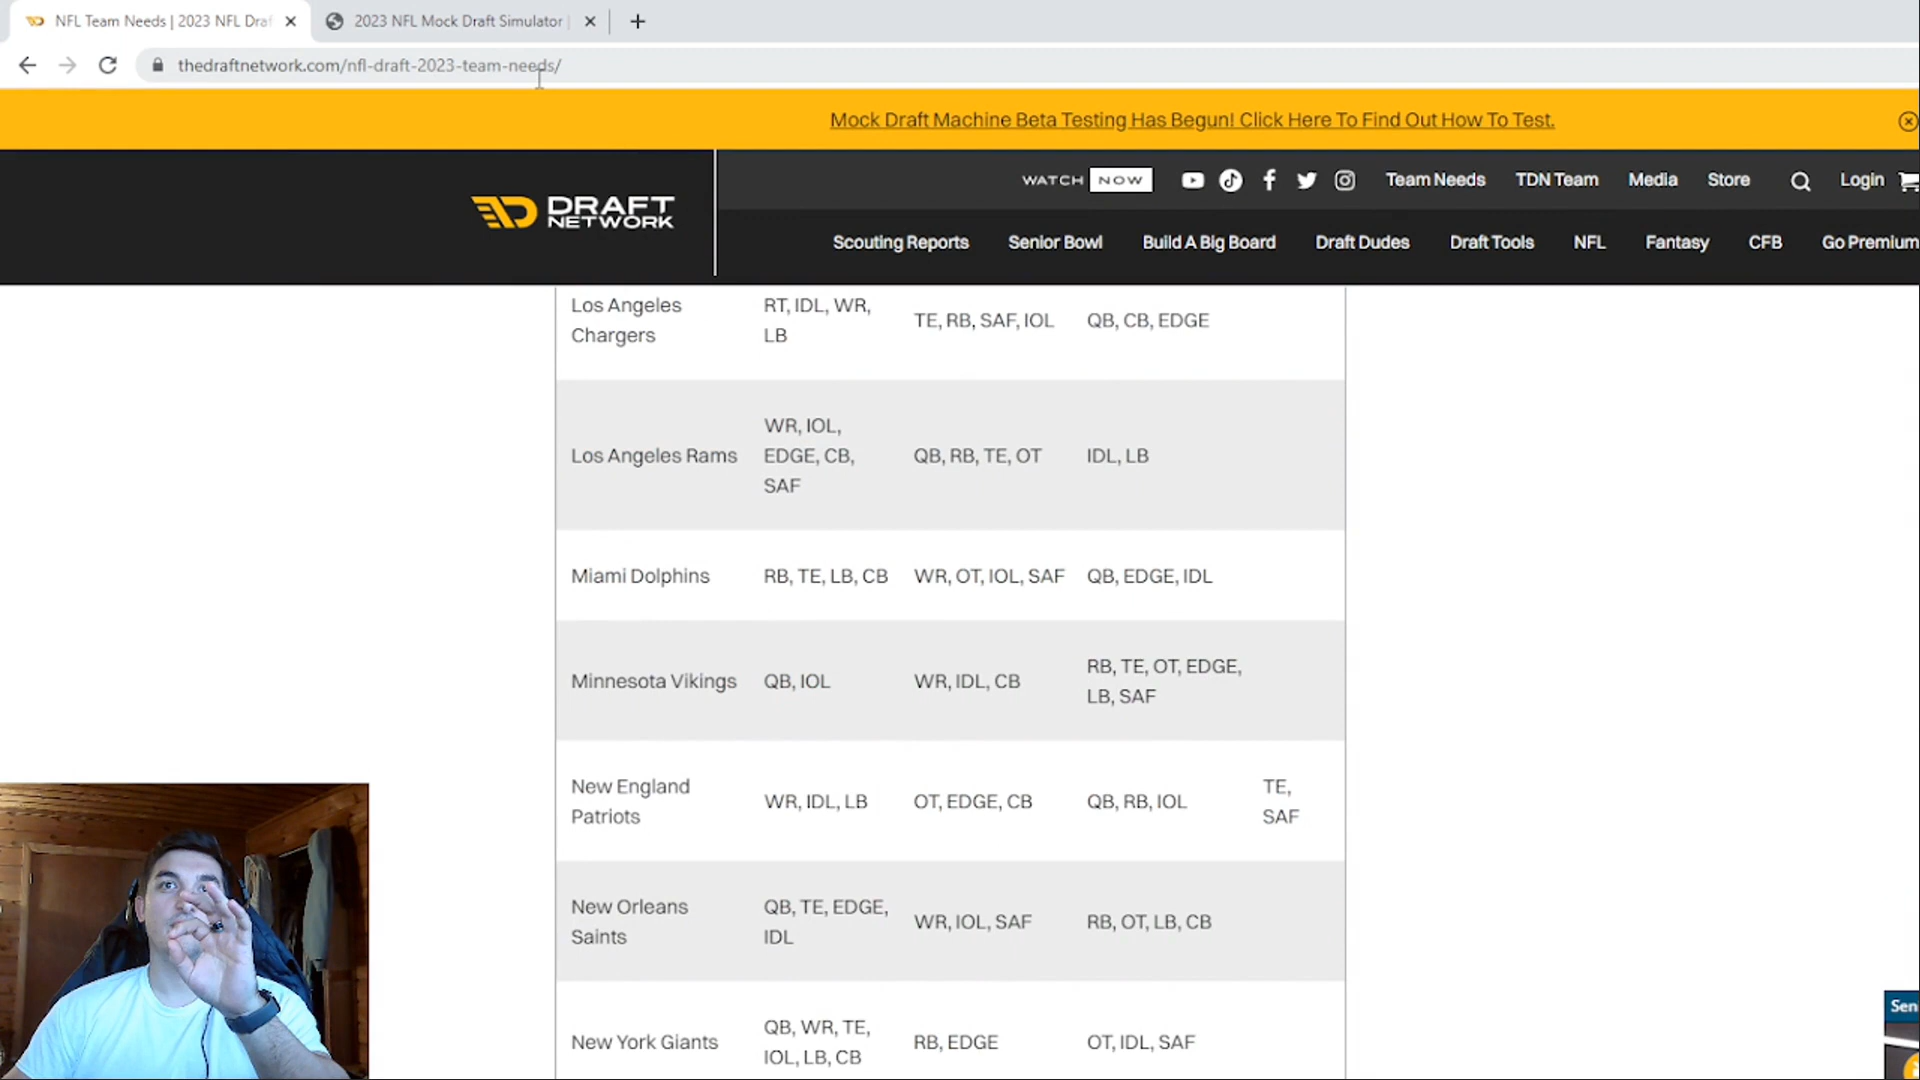 NFL Team Needs | 2023 NFL Draf
2023 NFL Mock Draft Simulator |
thedraftnetwork.com/nfl-draft-2023-team-needs/
Mock Draft Machine Beta Testing Has Begun! Click Here To Find Out How To Test.
DRAFT
NETWORK
WATCH NOW
Team Needs
TDN Team
Media
Store
Login
Scouting Reports
Senior Bowl
Build A Big Board
Draft Dudes
Draft Tools
NFL
Fantasy
CFB
Go Premium
Los Angeles Chargers
RT, IDL, WR, LB
TE, RB, SAF, IOL
QB, CB, EDGE
Los Angeles Rams
WR, IOL, EDGE, CB, SAF
QB, RB, TE, OT
IDL, LB
Miami Dolphins
RB, TE, LB, CB
WR, OT, IOL, SAF
QB, EDGE, IDL
Minnesota Vikings
QB, IOL
WR, IDL, CB
RB, TE, OT, EDGE, LB, SAF
New England Patriots
WR, IDL, LB
OT, EDGE, CB
QB, RB, IOL
TE, SAF
New Orleans Saints
QB, TE, EDGE, IDL
WR, IOL, SAF
RB, OT, LB, CB
New York Giants
QB, WR, TE, IOL, LB, CB
RB, EDGE
OT, IDL, SAF
Sen